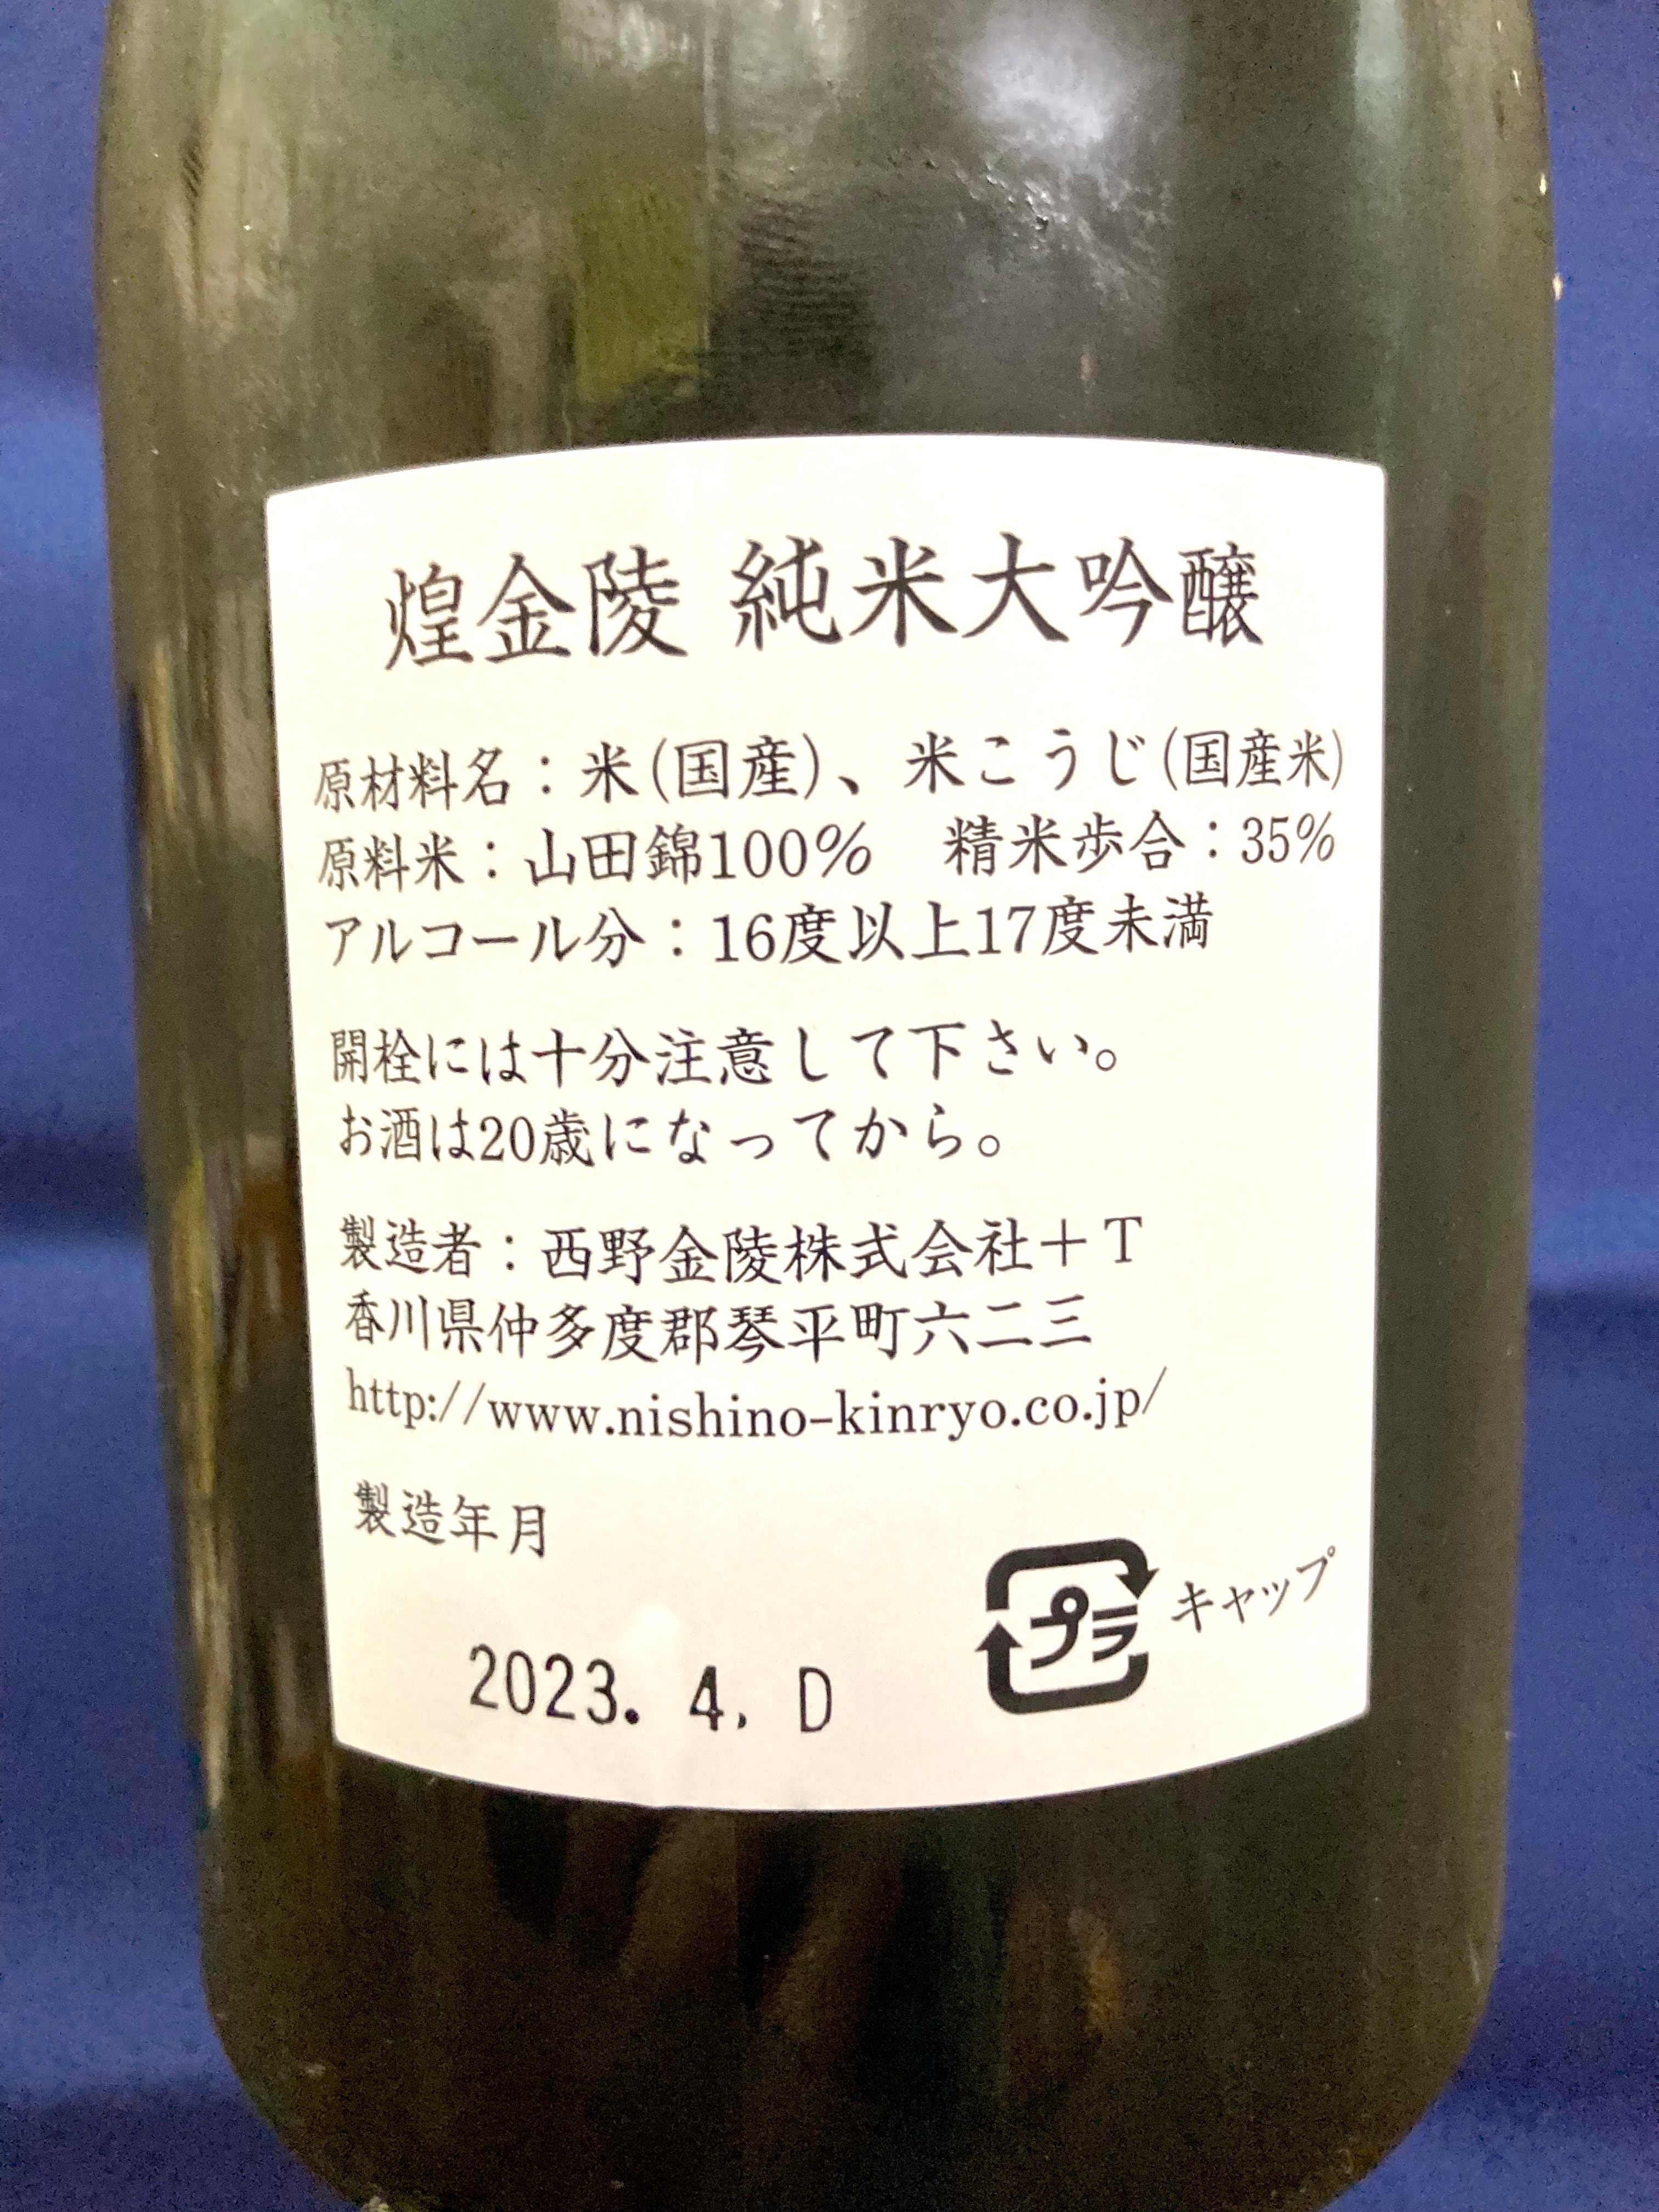 煌金陵 純米大吟醸
原材料名：米(国産)、米こうじ(国産米)
原料米：山田錦100%　精米歩合：35%
アルコール分：16度以上17度未満
開栓には十分注意して下さい。
お酒は20歳になってから。
製造者：西野金陵株式会社＋T
香川県仲多度郡琴平町六二三
http://www.nishino-kinryo.co.jp/
製造年月
プラ キャップ
2023. 4. D